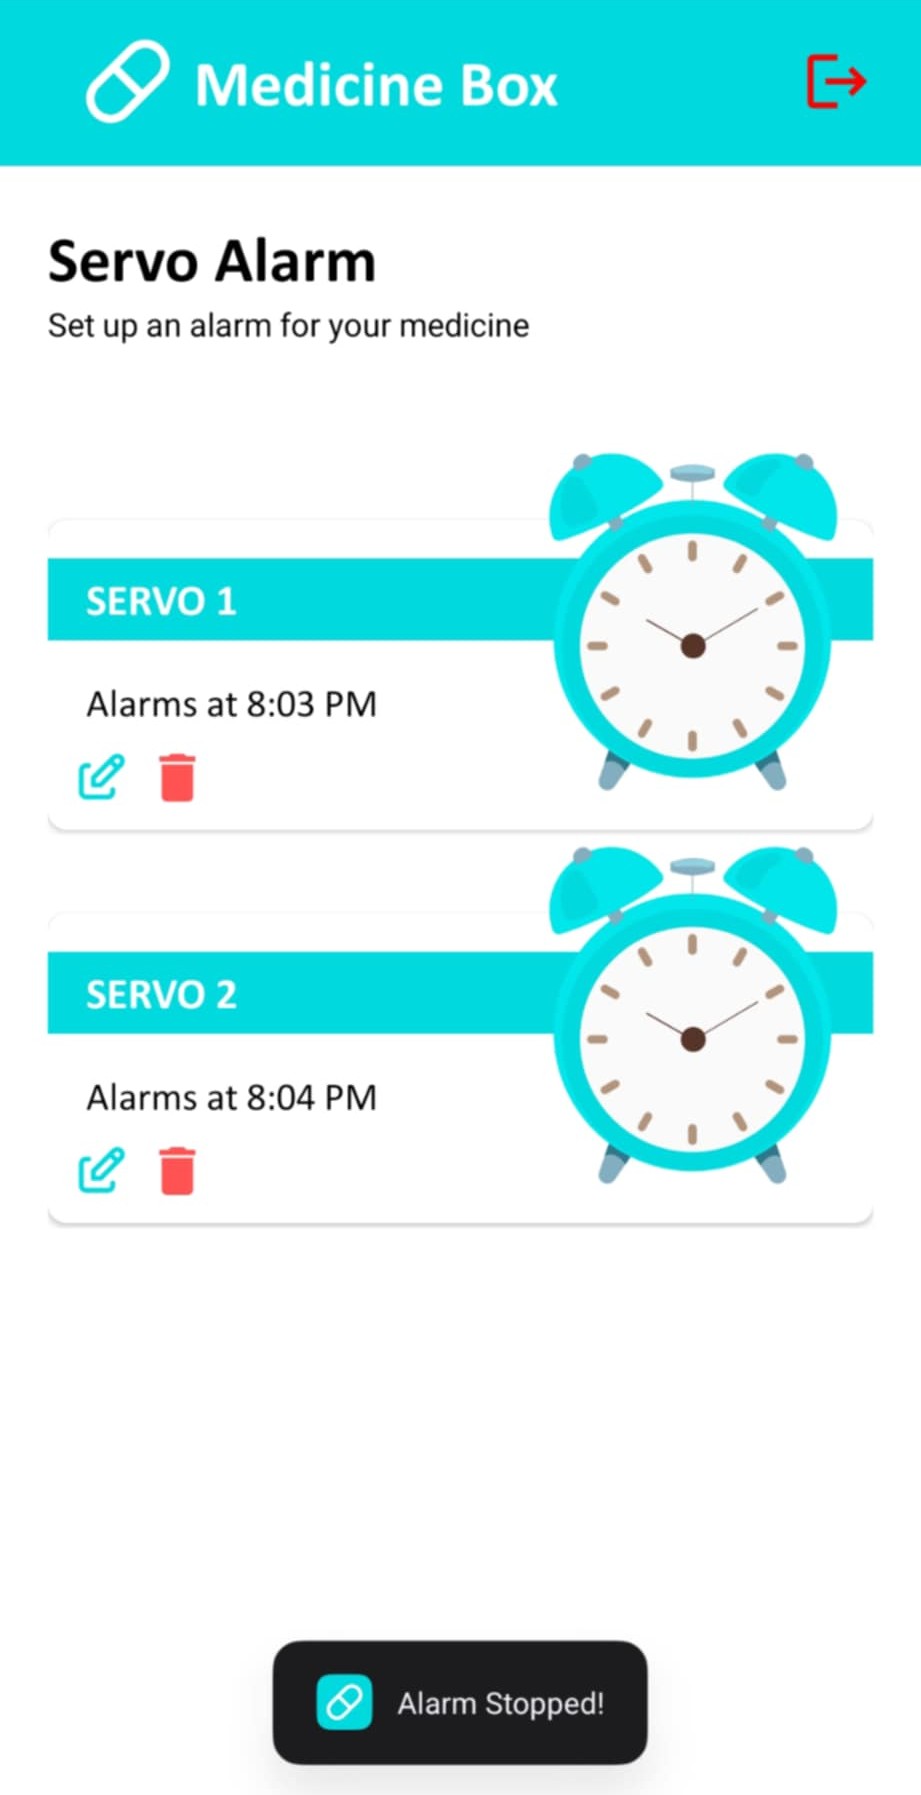 Medicine Box
Servo Alarm
Set up an alarm for your medicine
SERVO 1
Alarms at 8:03 PM
SERVO 2
Alarms at 8:04 PM
Alarm Stopped!